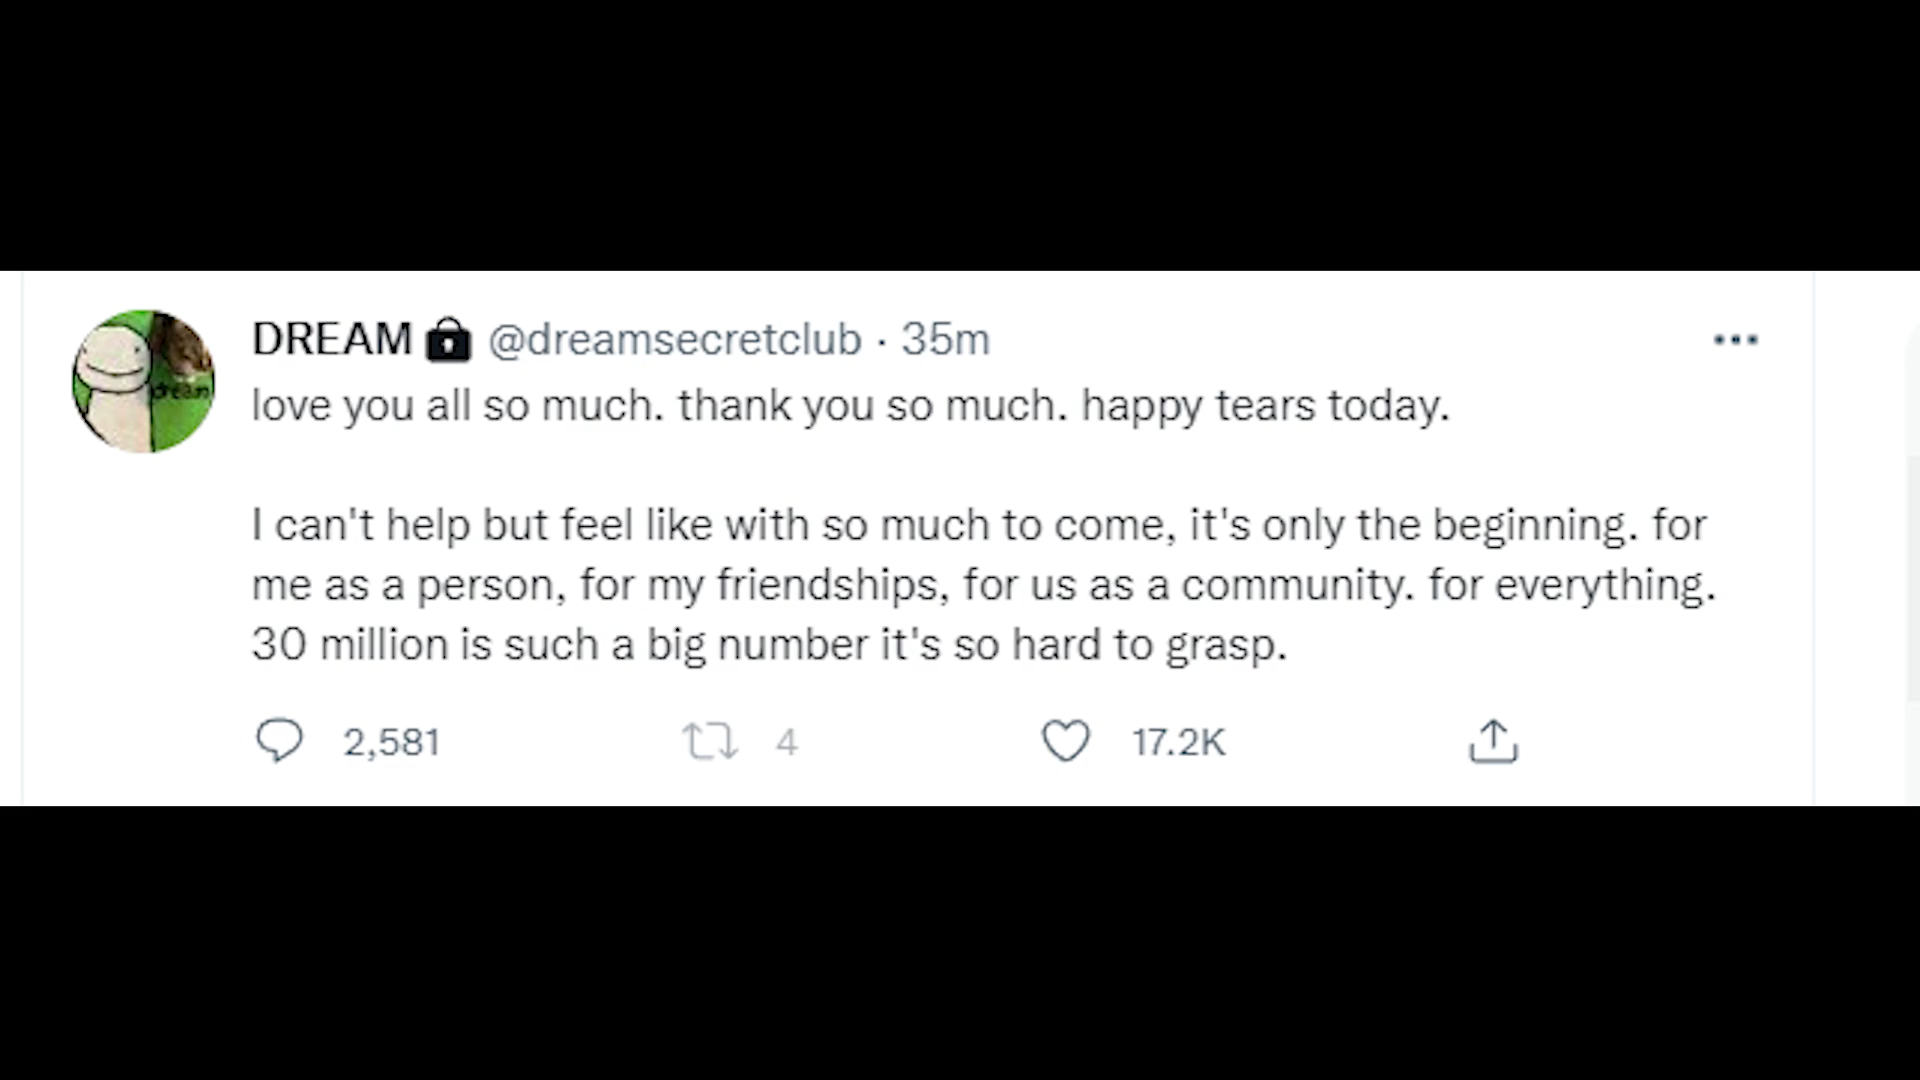 DREAM @dreamsecretclub · 35m
love you all so much. thank you so much. happy tears today.
I can't help but feel like with so much to come, it's only the beginning. for
me as a person, for my friendships, for us as a community. for everything.
30 million is such a big number it's so hard to grasp.
2,581 4 17.2K
dream